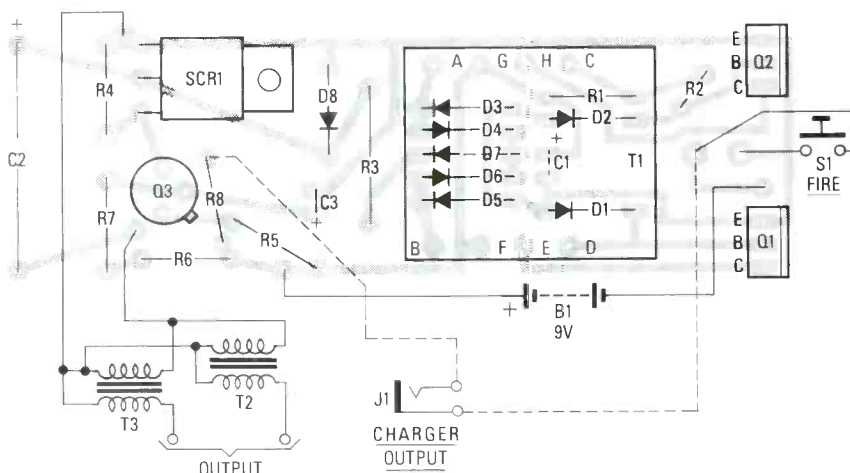 +
E
B
C
Q2
SCR1
R4
D8
A G H C
R1
R2
D3
D2
D4
+
D7
C1
T1
D6
D5
D1
R3
C2
S1
FIRE
Q3
R8
C3
+
R7
R5
R6
B F E D
E
B
C
Q1
+
B1
9V
T3
T2
J1
CHARGER
OUTPUT
OUTPUT